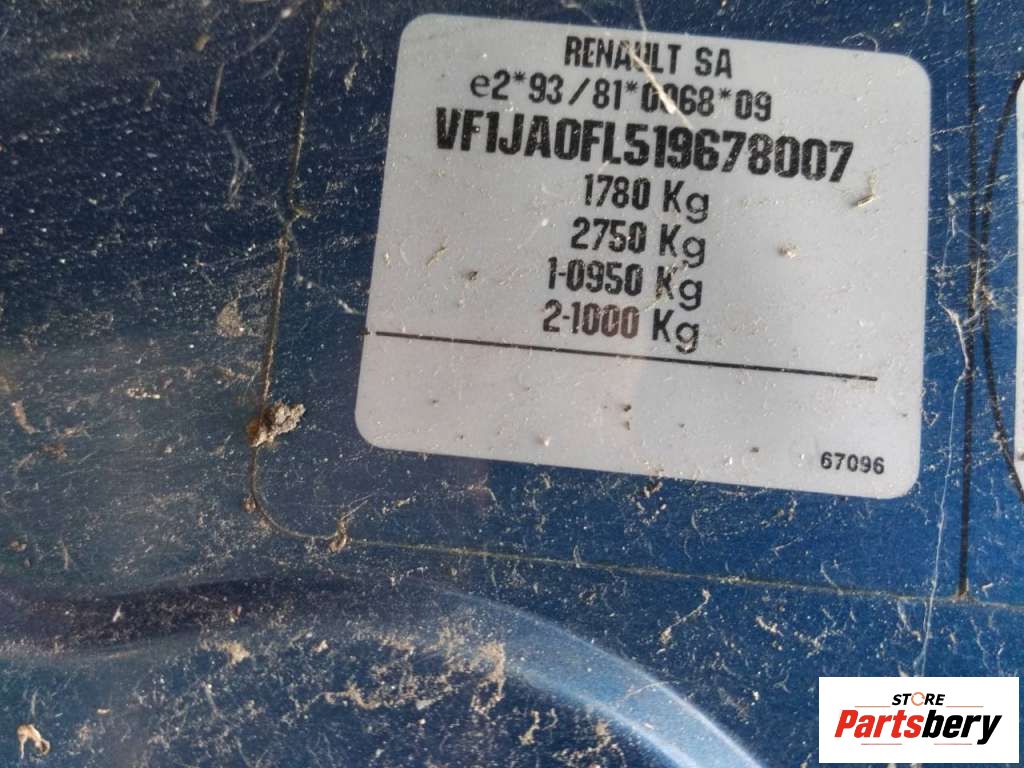 RENAULT SA
e2*93/81*0068*09
VF1JA0FL519678007
1780 Kg
2750 Kg
1-0950 Kg
2-1000 Kg
67096
STORE
Partsbery